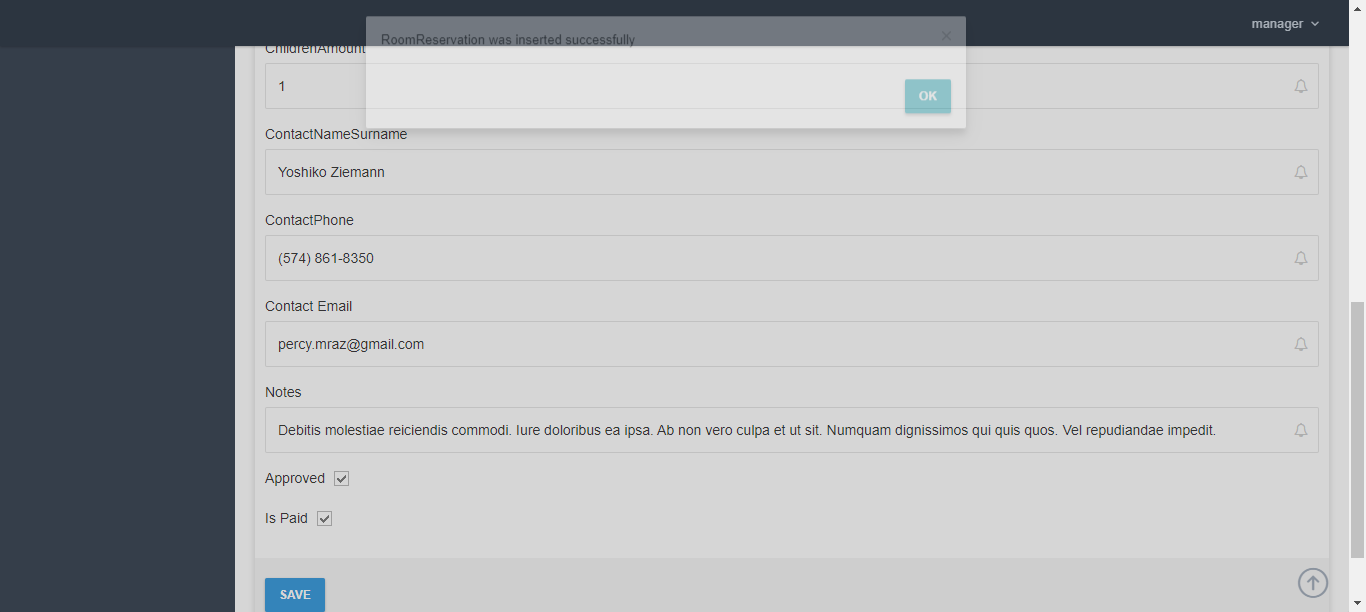 manager
RoomReservation was inserted successfully
×
ChildrenAmount
1
OK
ContactNameSurname
Yoshiko Ziemann
ContactPhone
(574) 861-8350
Contact Email
percy.mraz@gmail.com
Notes
Debitis molestiae reiciendis commodi. Iure doloribus ea ipsa. Ab non vero culpa et ut sit. Numquam dignissimos qui quis quos. Vel repudiandae impedit.
Approved
Is Paid
SAVE